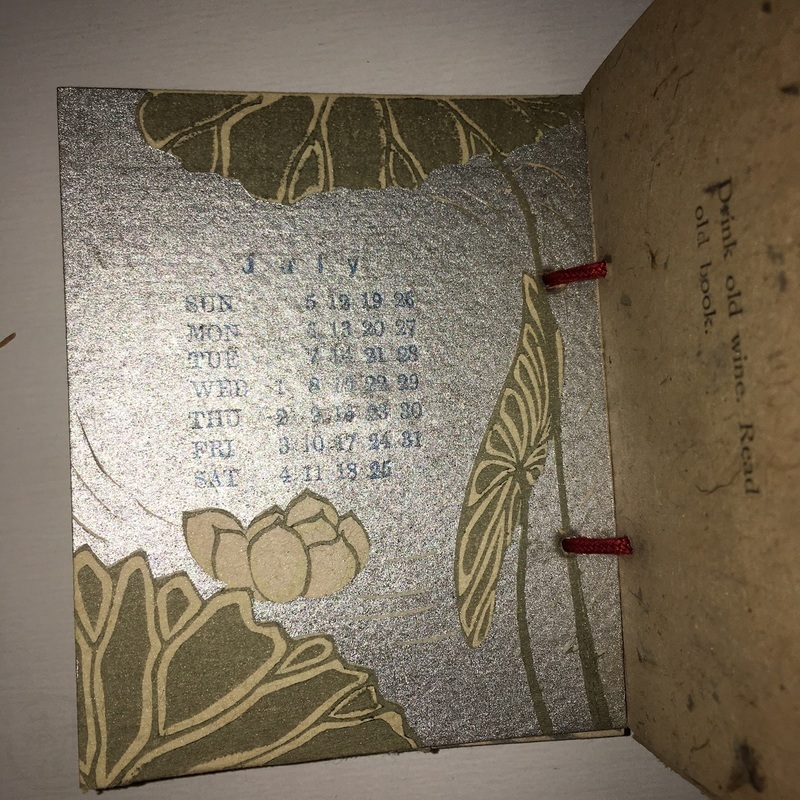 J u l y
SUN 5 12 19 26
MON 6 13 20 27
TUE 7 14 21 28
WED 1 8 15 22 29
THU 2 9 16 23 30
FRI 3 10 17 24 31
SAT 4 11 18 25
Drink old wine. Read
old book.